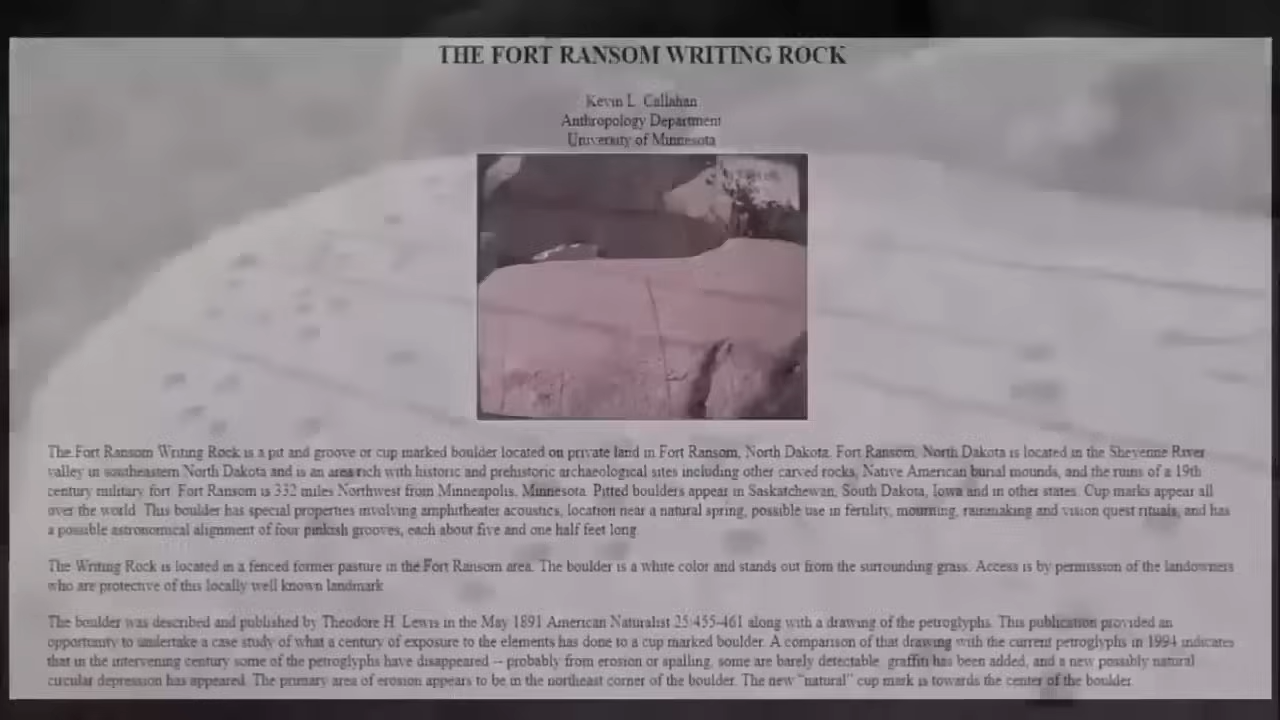 THE FORT RANSOM WRITING ROCK
Kevin L. Callahan
Anthropology Department
University of Minnesota
The Fort Ransom Writing Rock is a pit and groove or cup marked boulder located on private land in Fort Ransom, North Dakota. Fort Ransom, North Dakota is located in the Sheyenne River
valley in southeastern North Dakota and is an area rich with historic and prehistoric archaeological sites including other carved rocks, Native American burial mounds, and the ruins of a 19th
century military fort. Fort Ransom is 332 miles Northwest from Minneapolis, Minnesota. Pitted boulders appear in Saskatchewan, South Dakota, Iowa and in other states. Cup marks appear all
over the world. This boulder has special properties involving amphitheater acoustics, location near a natural spring, possible use in fertility, mourning, rainmaking and vision quest rituals, and has
a possible astronomical alignment of four pinkish grooves, each about five and one half feet long.
The Writing Rock is located in a fenced former pasture in the Fort Ransom area. The boulder is a white color and stands out from the surrounding grass. Access is by permission of the landowners
who are protective of this locally well known landmark
The boulder was described and published by Theodore H. Lewis in the May 1891 American Naturalist 25:455-461 along with a drawing of the petroglyphs. This publication provided an
opportunity to undertake a case study of what a century of exposure to the elements has done to a cup marked boulder. A comparison of that drawing with the current petroglyphs in 1994 indicates
that in the intervening century some of the petroglyphs have disappeared -- probably from erosion or spalling, some are barely detectable, graffiti has been added, and a new possibly natural
circular depression has appeared. The primary area of erosion appears to be in the northeast corner of the boulder. The new "natural" cup mark is towards the center of the boulder.